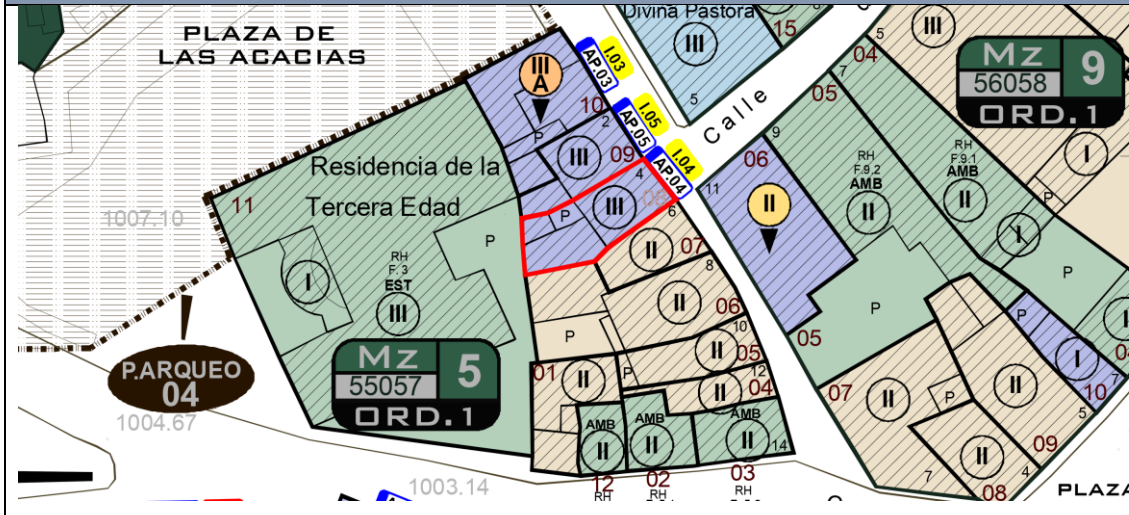 PLAZA DE
LAS ACACIAS
Divina Pastora
III
15
III
A
10
AP.03
I.03
III
5
Calle
04
III
Mz
56058
9
ORD.1
P
2
AP.05
I.05
III
09
I.04
AP.04
7
05
9
06
RH
F.9.2
AMB
II
RH
F.9.1
AMB
II
I
P
Residencia de la
Tercera Edad
11
1007.10
P
4
08
III
P
6
11
II
I
P
07
II
8
RH
F.3
EST
III
I
II
06
P
P
P
P
10
II
05
05
I
10
7
P.ARQUEO
04
Mz
55057
5
ORD.1
01
II
P
12
II
04
07
II
P
II
5
1004.67
AMB
II
AMB
II
AMB
II
14
II
4
09
7
08
1003.14
12
RH
02
RH
03
RH
PLAZ